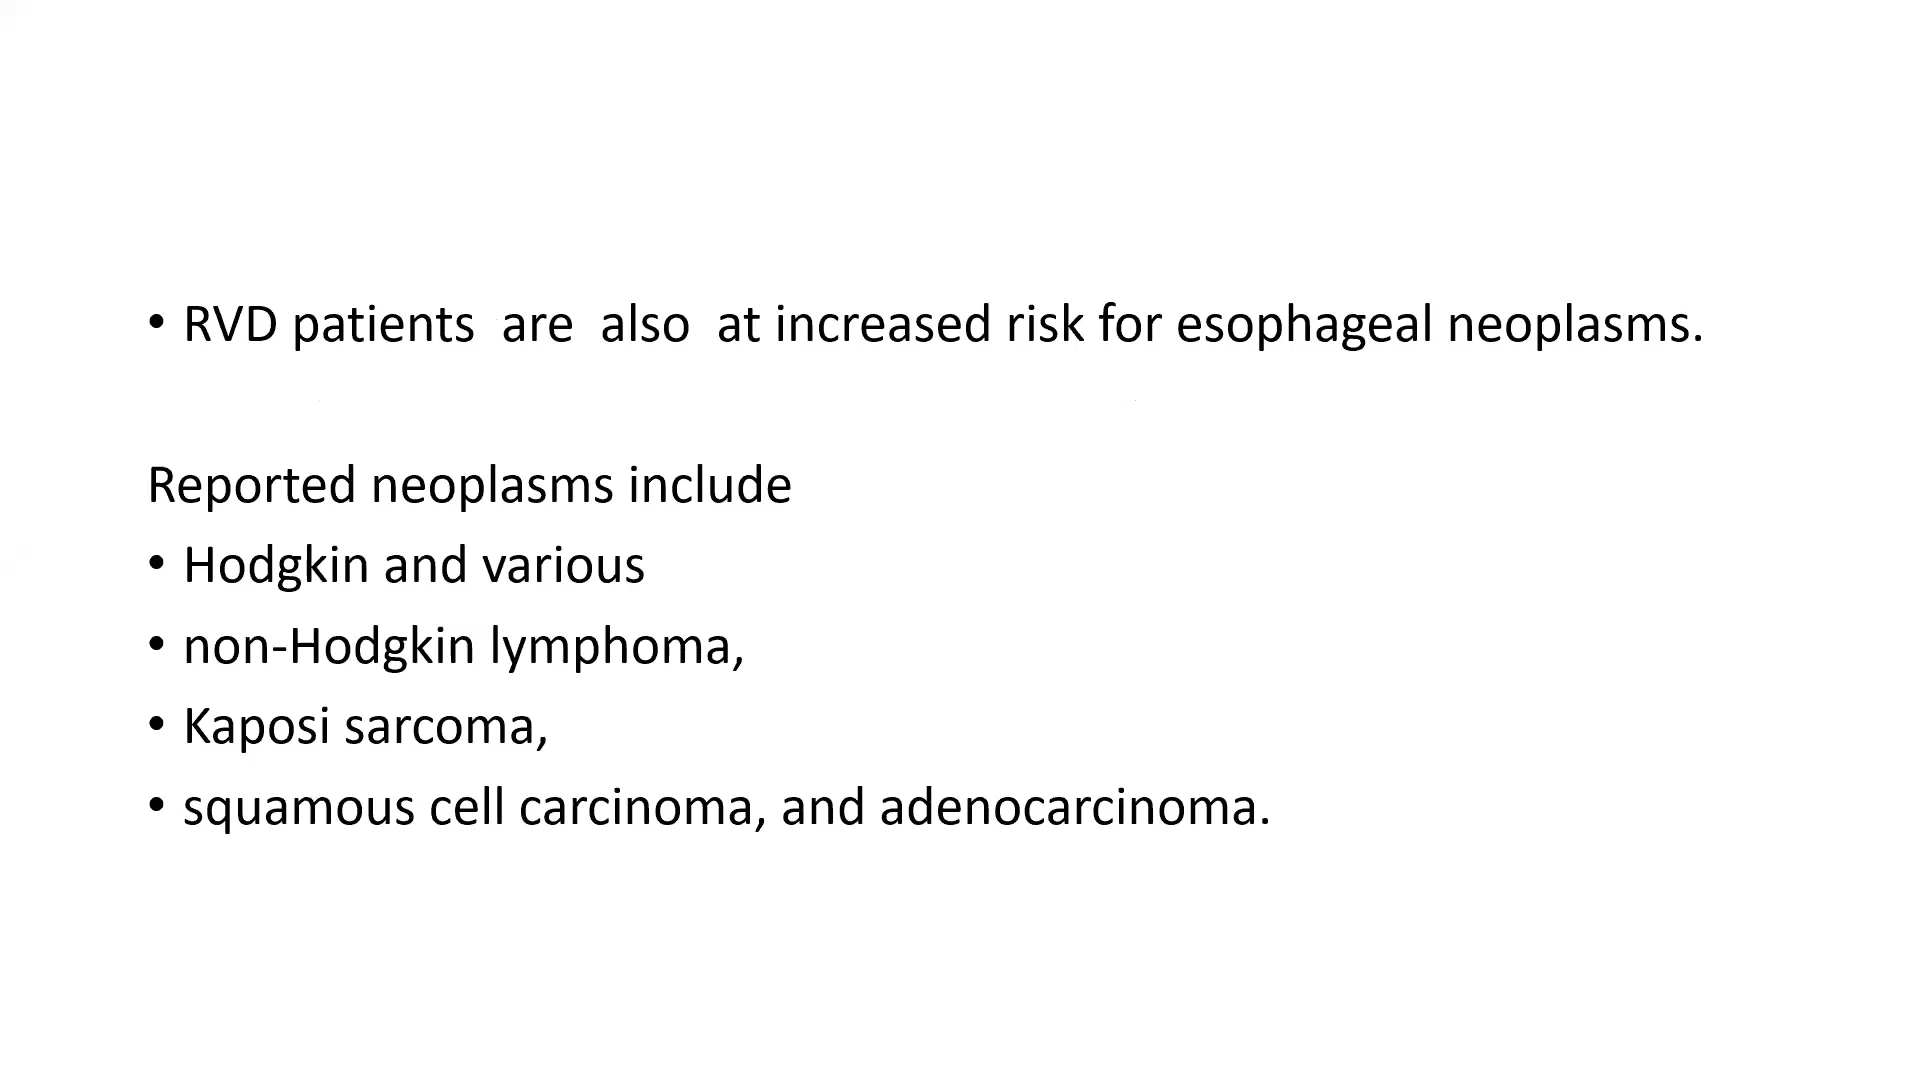 • RVD patients  are  also  at increased risk for esophageal neoplasms.
Reported neoplasms include
• Hodgkin and various
• non-Hodgkin lymphoma,
• Kaposi sarcoma,
• squamous cell carcinoma, and adenocarcinoma.